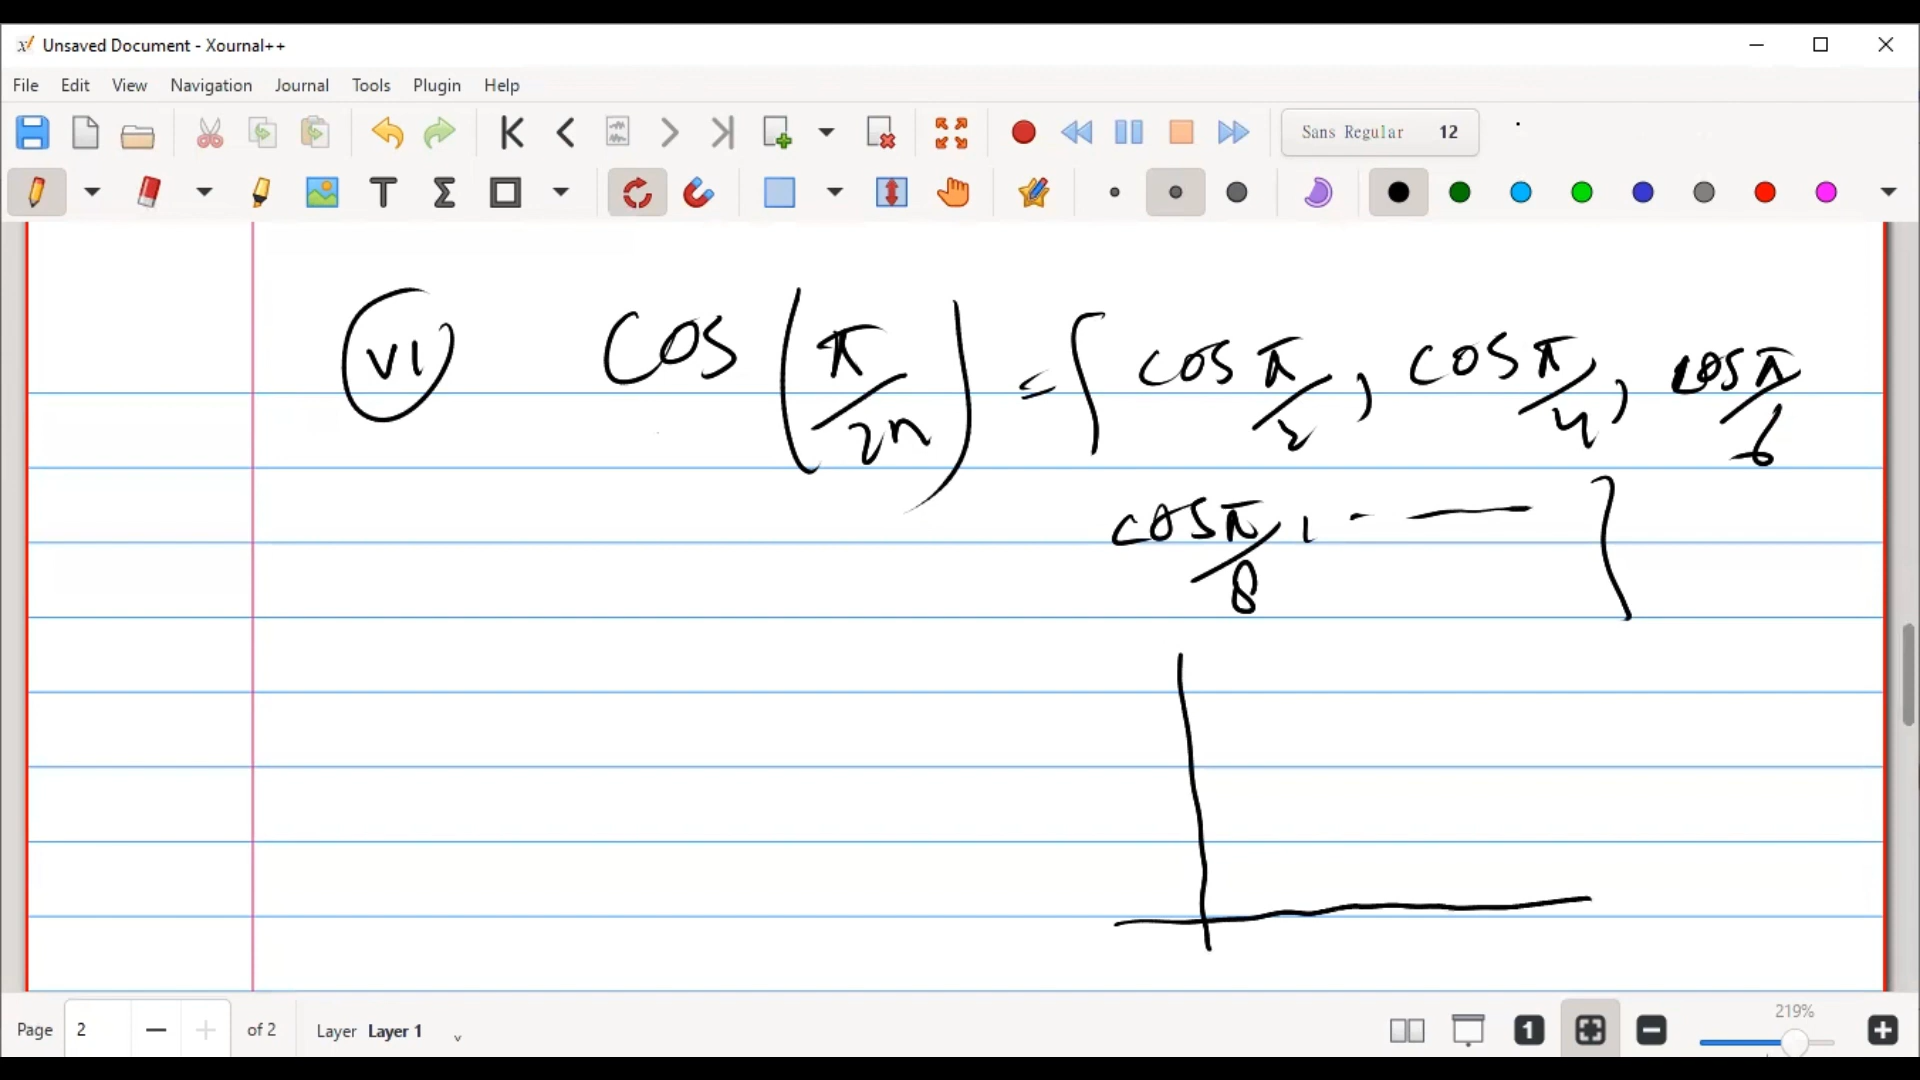 Unsaved Document - Xournal++
File Edit View Navigation Journal Tools Plugin Help
Sans Regular 12
(vi) cos(π/2n) = { cos π/2, cos π/4, cos π/6
cos π/8, - — }
Page 2 of 2 Layer Layer 1
219%
1